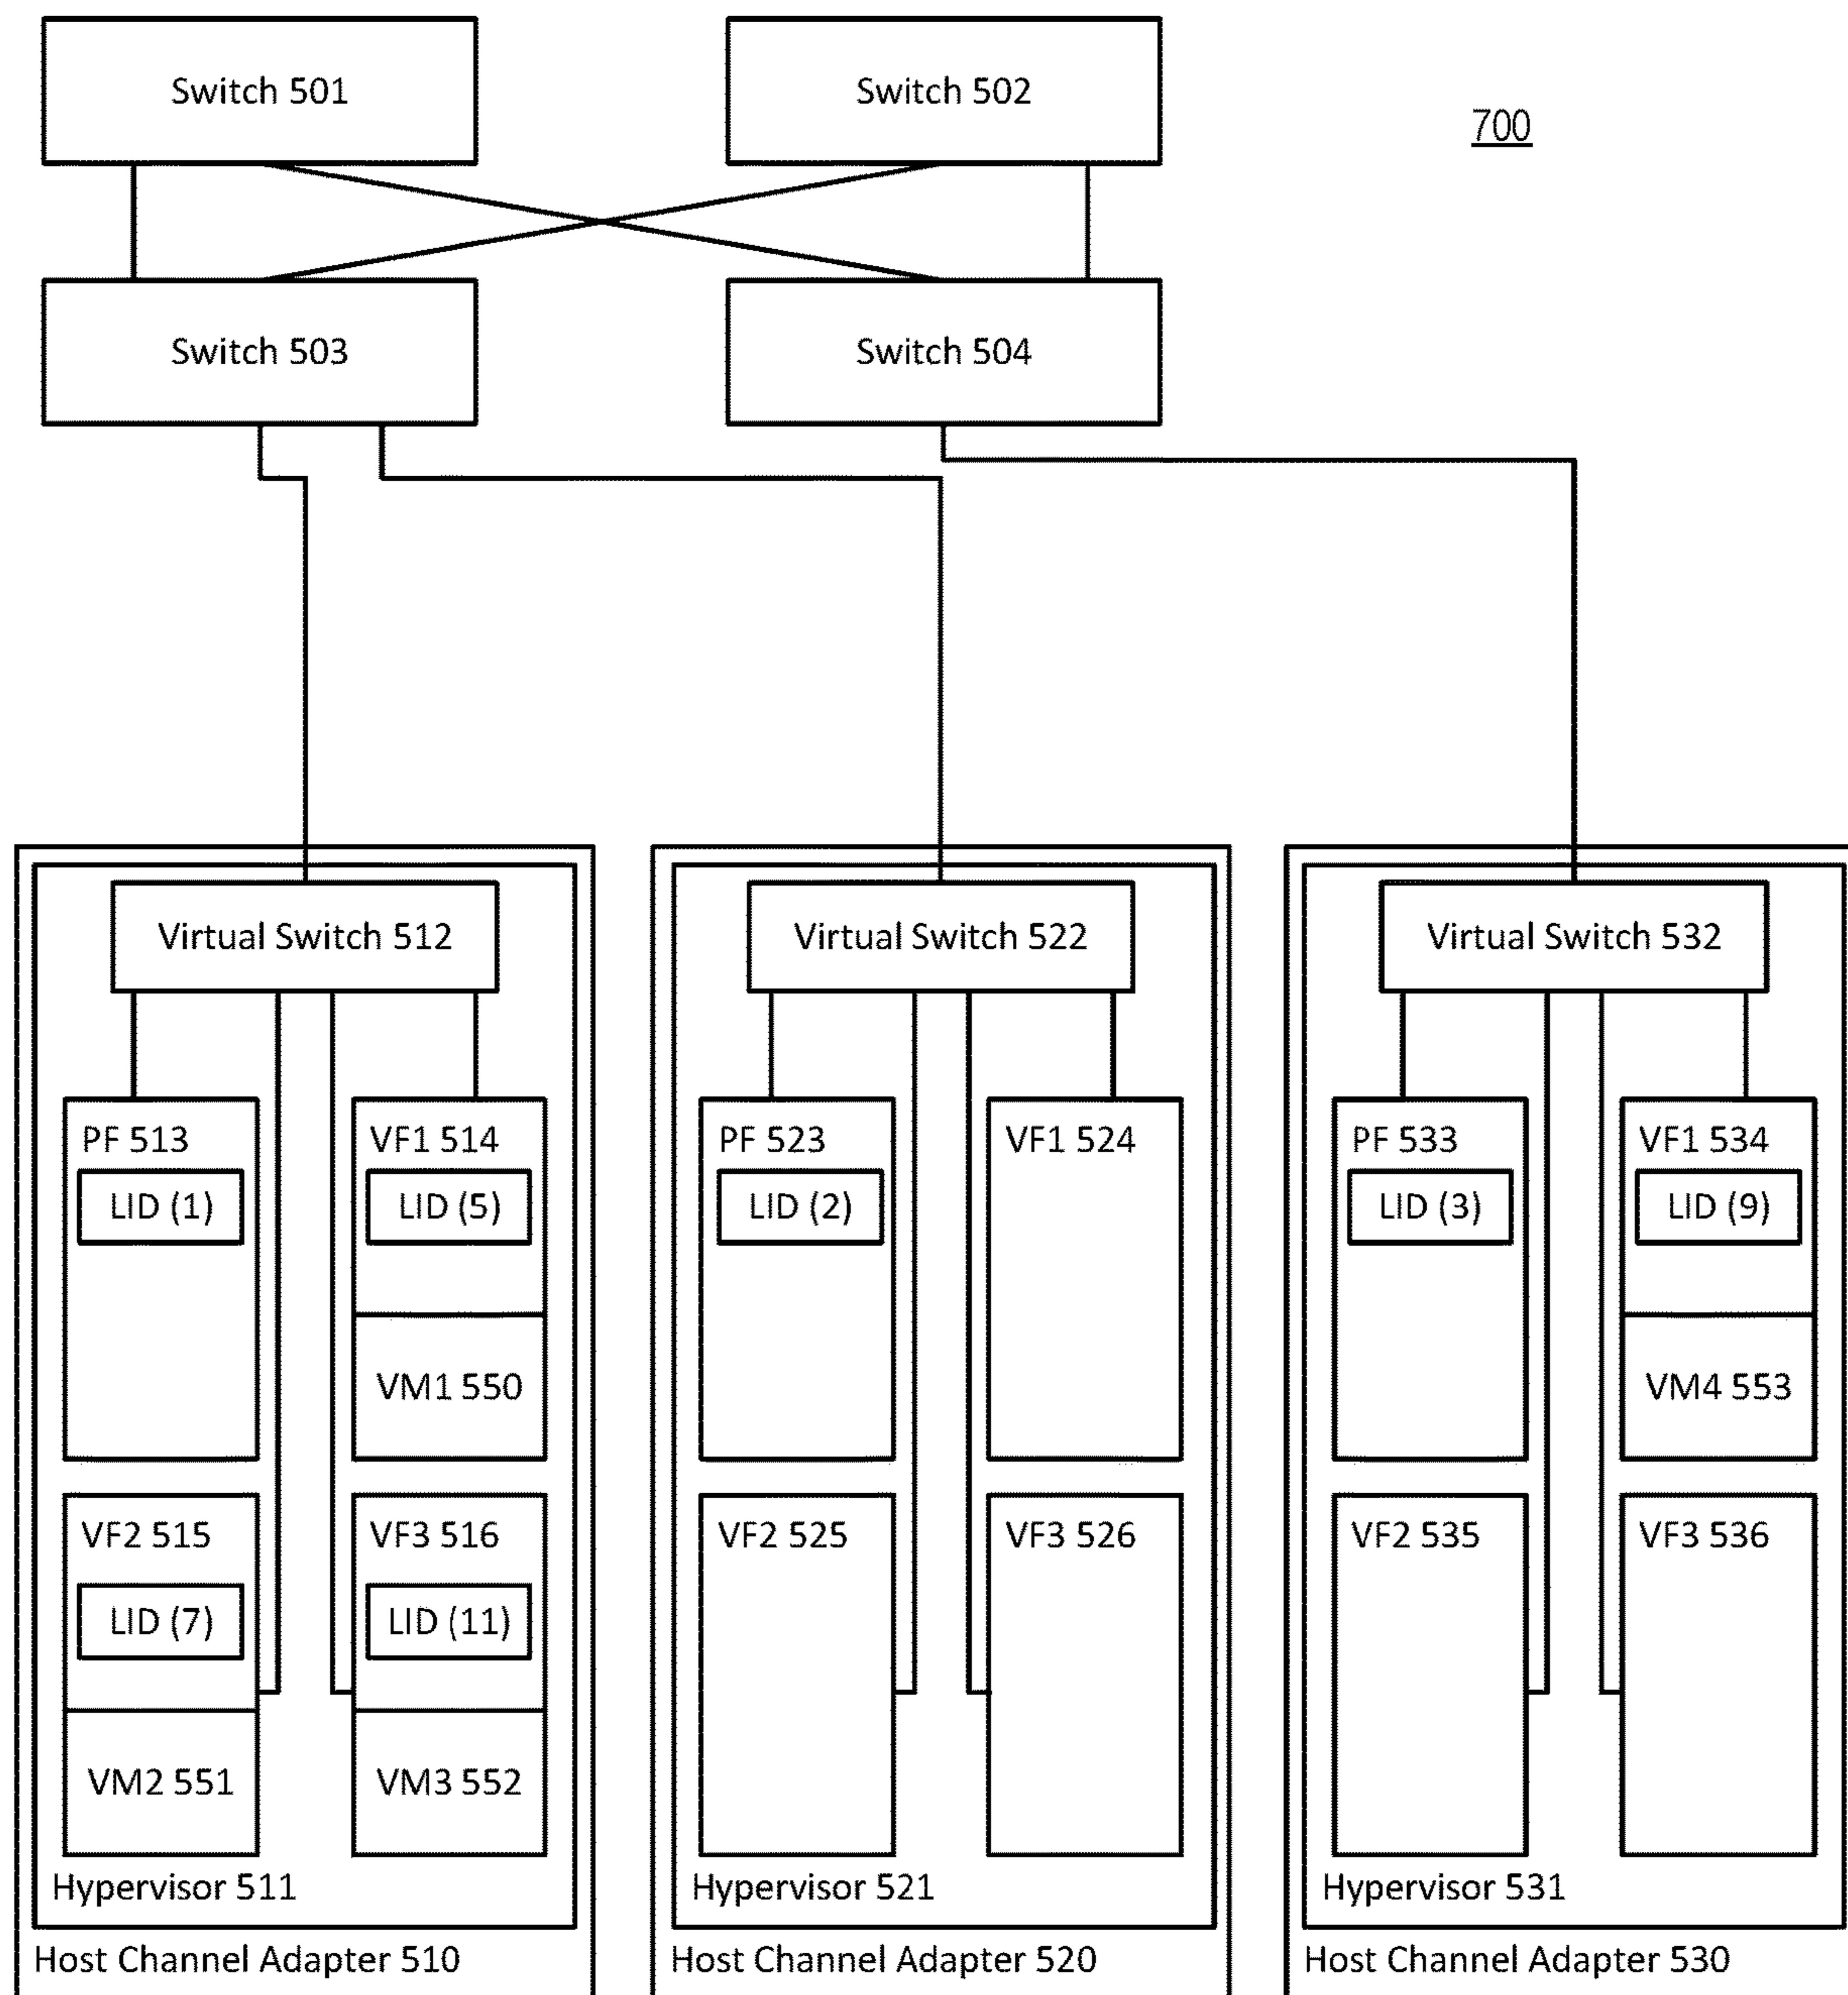 Switch 501
Switch 502
700
Switch 503
Switch 504
Virtual Switch 512
Virtual Switch 522
Virtual Switch 532
PF 513
LID (1)
VF1 514
LID (5)
VM1 550
VF2 515
LID (7)
VM2 551
VF3 516
LID (11)
VM3 552
Hypervisor 511
Host Channel Adapter 510
PF 523
LID (2)
VF1 524
VF2 525
VF3 526
Hypervisor 521
Host Channel Adapter 520
PF 533
LID (3)
VF1 534
LID (9)
VM4 553
VF2 535
VF3 536
Hypervisor 531
Host Channel Adapter 530